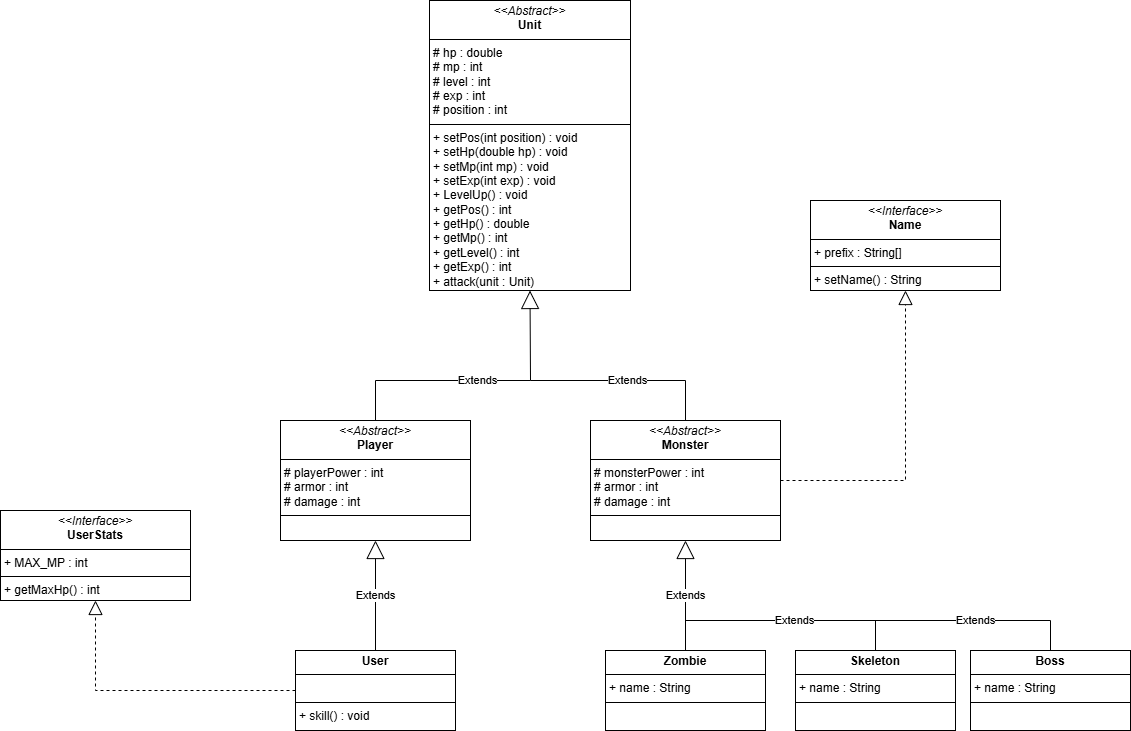 <<Abstract>>
Unit
# hp : double
# mp : int
# level : int
# exp : int
# position : int
+ setPos(int position) : void
+ setHp(double hp) : void
+ setMp(int mp) : void
+ setExp(int exp) : void
+ LevelUp() : void
+ getPos() : int
+ getHp() : double
+ getMp() : int
+ getLevel() : int
+ getExp() : int
+ attack(unit : Unit)
<<Interface>>
Name
+ prefix : String[]
+ setName() : String
Extends
Extends
<<Abstract>>
Player
# playerPower : int
# armor : int
# damage : int
<<Abstract>>
Monster
# monsterPower : int
# armor : int
# damage : int
<<Interface>>
UserStats
+ MAX_MP : int
+ getMaxHp() : int
Extends
Extends
Extends
Extends
User
+ skill() : void
Zombie
+ name : String
Skeleton
+ name : String
Boss
+ name : String